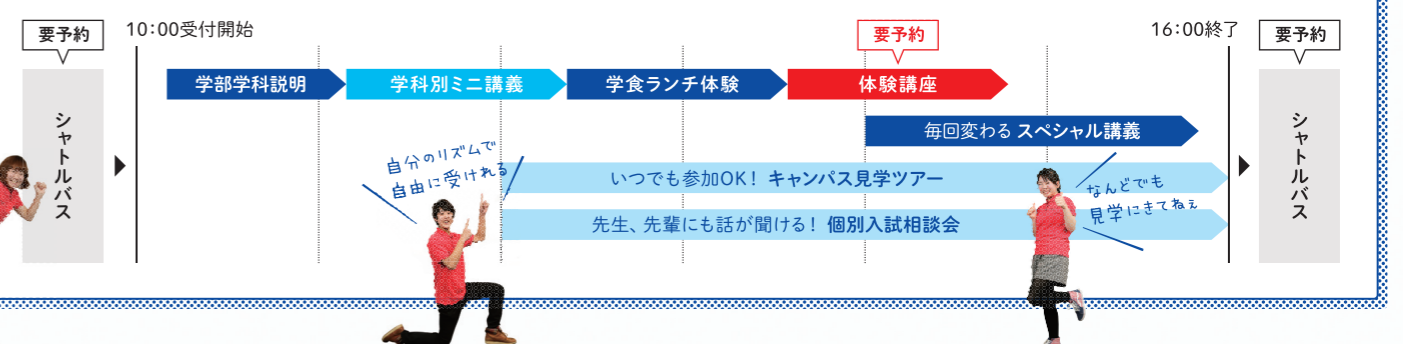 要予約
10:00受付開始
要予約
16:00終了
要予約
シャトルバス
学部学科説明
学科別ミニ講義
学食ランチ体験
体験講座
シャトルバス
毎回変わる スペシャル講義
自分のリズムで
自由に受けれる
いつでも参加OK! キャンパス見学ツアー
なんどでも
見学にきてねぇ
先生、先輩にも話が聞ける! 個別入試相談会